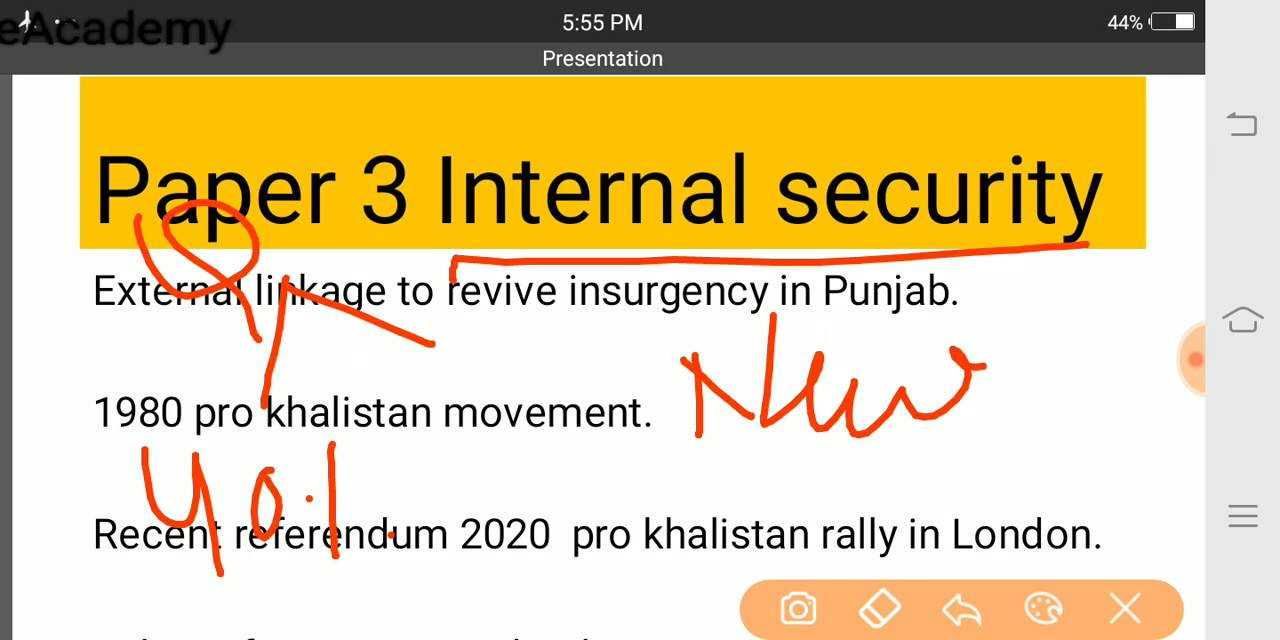 eAcademy
5:55 PM
44%
Presentation
Paper 3 Internal security
External linkage to revive insurgency in Punjab.
New
1980 pro khalistan movement.
Recent referendum 2020 pro khalistan rally in London.